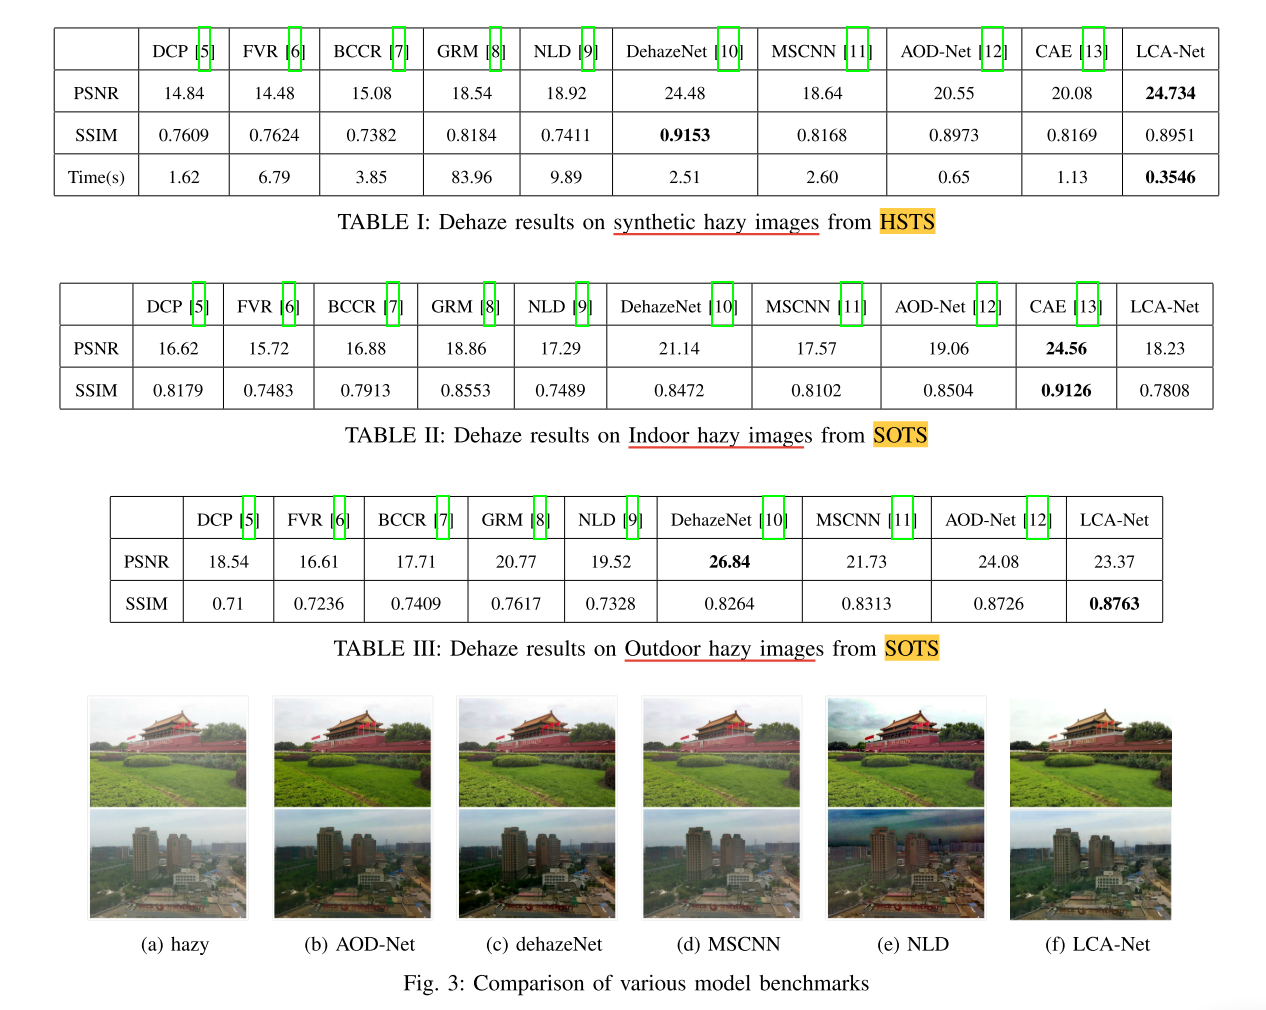 DCP [5] FVR [6] BCCR [7] GRM [8] NLD [9] DehazeNet [10] MSCNN [11] AOD-Net [12] CAE [13] LCA-Net
PSNR 14.84 14.48 15.08 18.54 18.92 24.48 18.64 20.55 20.08 24.734
SSIM 0.7609 0.7624 0.7382 0.8184 0.7411 0.9153 0.8168 0.8973 0.8169 0.8951
Time(s) 1.62 6.79 3.85 83.96 9.89 2.51 2.60 0.65 1.13 0.3546
TABLE I: Dehaze results on synthetic hazy images from HSTS
DCP [5] FVR [6] BCCR [7] GRM [8] NLD [9] DehazeNet [10] MSCNN [11] AOD-Net [12] CAE [13] LCA-Net
PSNR 16.62 15.72 16.88 18.86 17.29 21.14 17.57 19.06 24.56 18.23
SSIM 0.8179 0.7483 0.7913 0.8553 0.7489 0.8472 0.8102 0.8504 0.9126 0.7808
TABLE II: Dehaze results on Indoor hazy images from SOTS
DCP [5] FVR [6] BCCR [7] GRM [8] NLD [9] DehazeNet [10] MSCNN [11] AOD-Net [12] LCA-Net
PSNR 18.54 16.61 17.71 20.77 19.52 26.84 21.73 24.08 23.37
SSIM 0.71 0.7236 0.7409 0.7617 0.7328 0.8264 0.8313 0.8726 0.8763
TABLE III: Dehaze results on Outdoor hazy images from SOTS
(a) hazy (b) AOD-Net (c) dehazeNet (d) MSCNN (e) NLD (f) LCA-Net
Fig. 3: Comparison of various model benchmarks